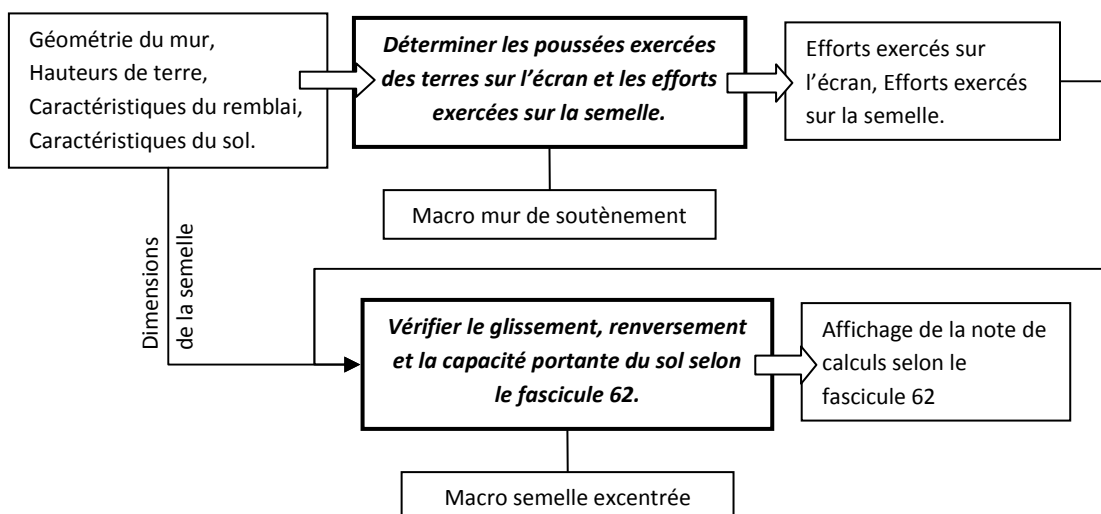 Géométrie du mur,
Hauteurs de terre,
Caractéristiques du remblai,
Caractéristiques du sol.
Déterminer les poussées exercées
des terres sur l’écran et les efforts
exercées sur la semelle.
Efforts exercés sur
l’écran, Efforts exercés
sur la semelle.
Macro mur de soutènement
Dimensions
de la semelle
Vérifier le glissement, renversement
et la capacité portante du sol selon
le fascicule 62.
Affichage de la note de
calculs selon le
fascicule 62
Macro semelle excentrée